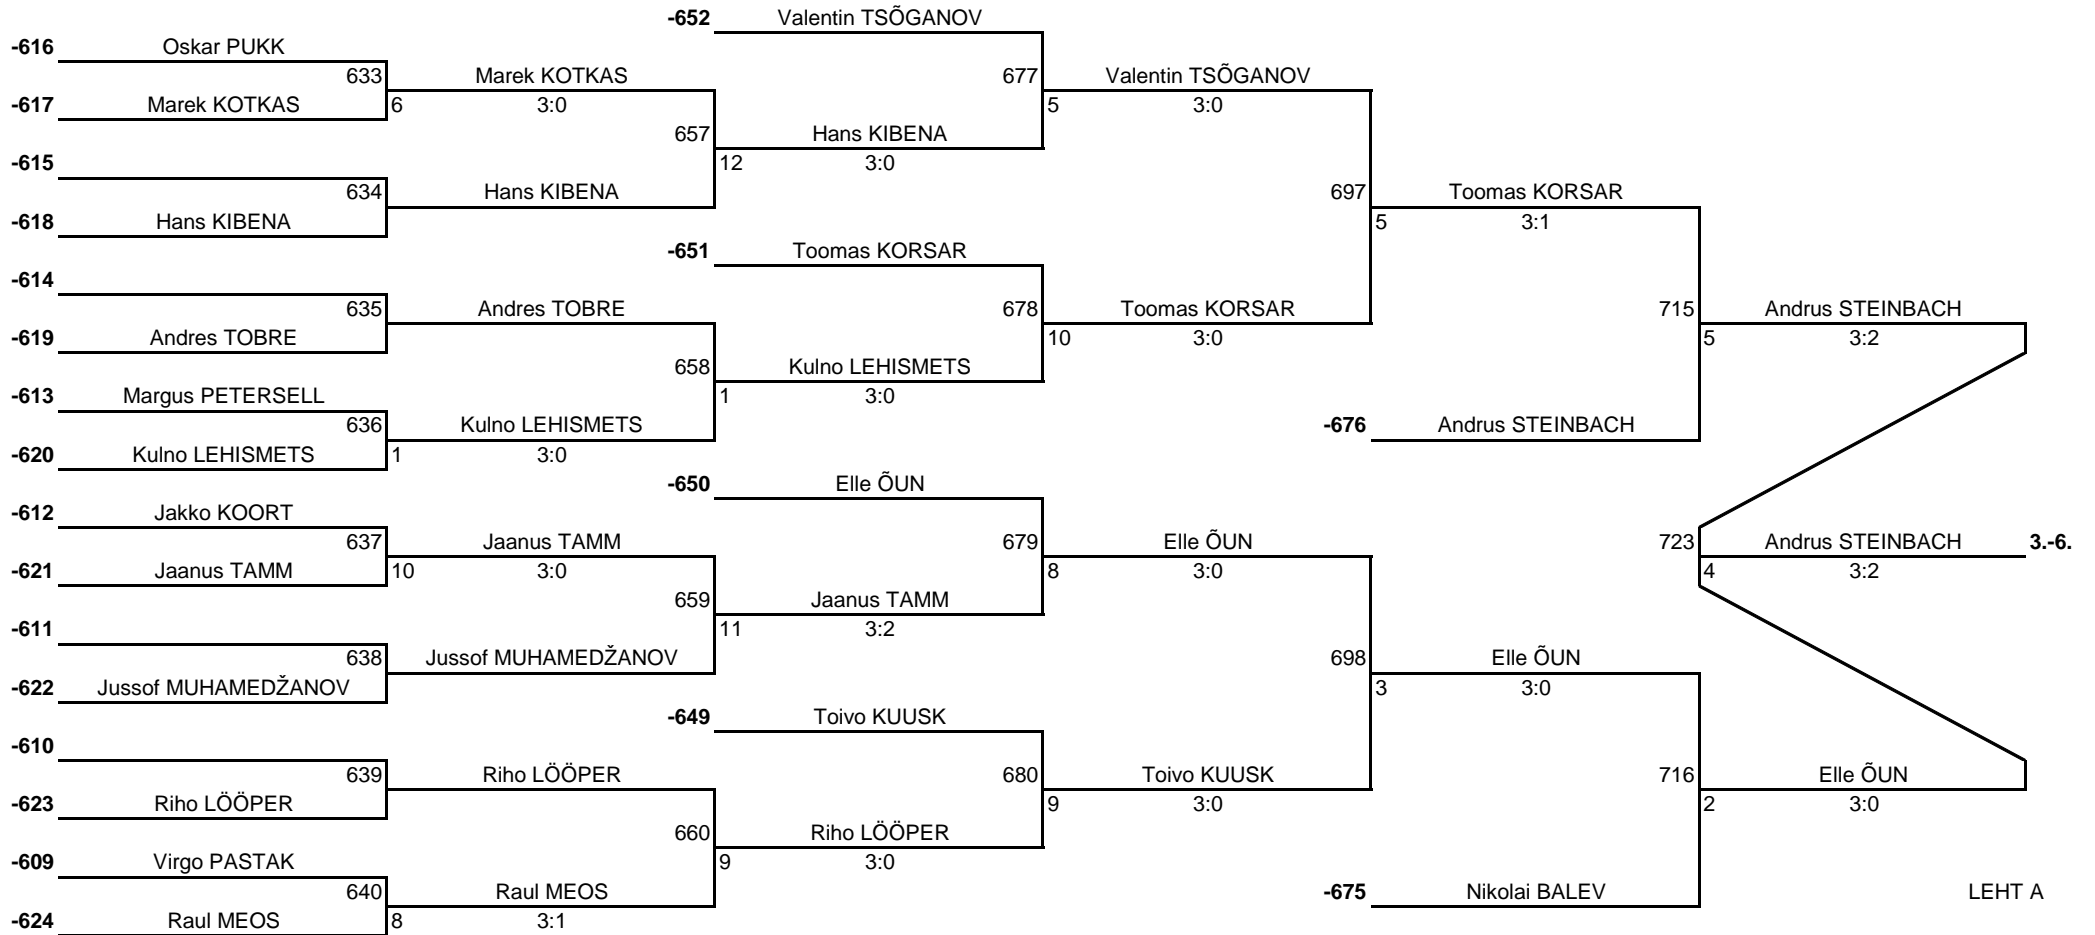 -652 Valentin TSÕGANOV
-616 Oskar PUKK
633 Marek KOTKAS 677 Valentin TSÕGANOV
-617 Marek KOTKAS 6 3:0 5 3:0
657 Hans KIBENA
-615 12 3:0
634 Hans KIBENA 697 Toomas KORSAR
-618 Hans KIBENA 5 3:1
-651 Toomas KORSAR
-614
635 Andres TOBRE 678 Toomas KORSAR 715 Andrus STEINBACH
-619 Andres TOBRE 10 3:0 5 3:2
658 Kulno LEHISMETS
-613 Margus PETERSELL 1 3:0
636 Kulno LEHISMETS -676 Andrus STEINBACH
-620 Kulno LEHISMETS 1 3:0
-650 Elle ÕUN
-612 Jakko KOORT
637 Jaanus TAMM 679 Elle ÕUN 723 Andrus STEINBACH 3.-6.
-621 Jaanus TAMM 10 3:0 8 3:0 4 3:2
659 Jaanus TAMM
-611 11 3:2
638 Jussof MUHAMEDŽANOV 698 Elle ÕUN
-622 Jussof MUHAMEDŽANOV 3 3:0
-649 Toivo KUUSK
-610
639 Riho LÖÖPER 680 Toivo KUUSK 716 Elle ÕUN
-623 Riho LÖÖPER 9 3:0 2 3:0
660 Riho LÖÖPER
-609 Virgo PASTAK 9 3:0
640 Raul MEOS -675 Nikolai BALEV LEHT A
-624 Raul MEOS 8 3:1